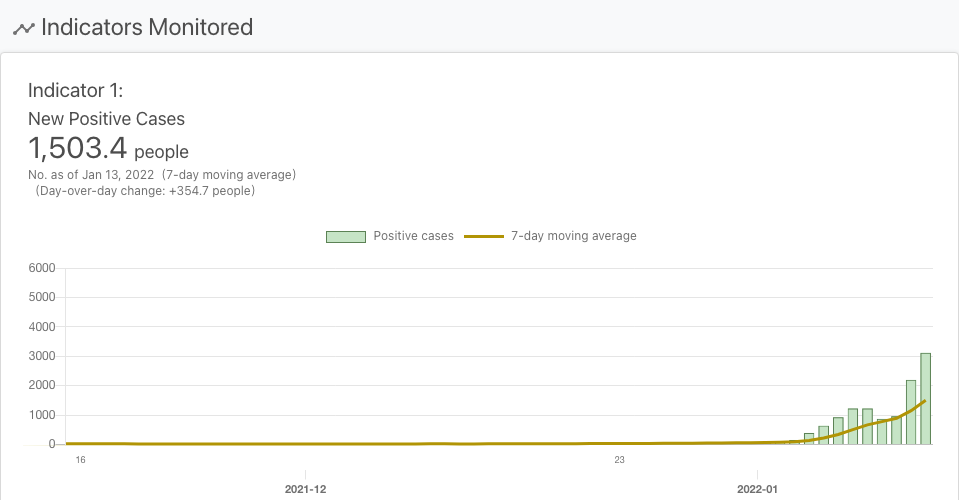 Indicators Monitored
Indicator 1:
New Positive Cases
1,503.4 people
No. as of Jan 13, 2022 (7-day moving average)
(Day-over-day change: +354.7 people)
Positive cases 7-day moving average
6000
5000
4000
3000
2000
1000
0
16 23
2021-12 2022-01